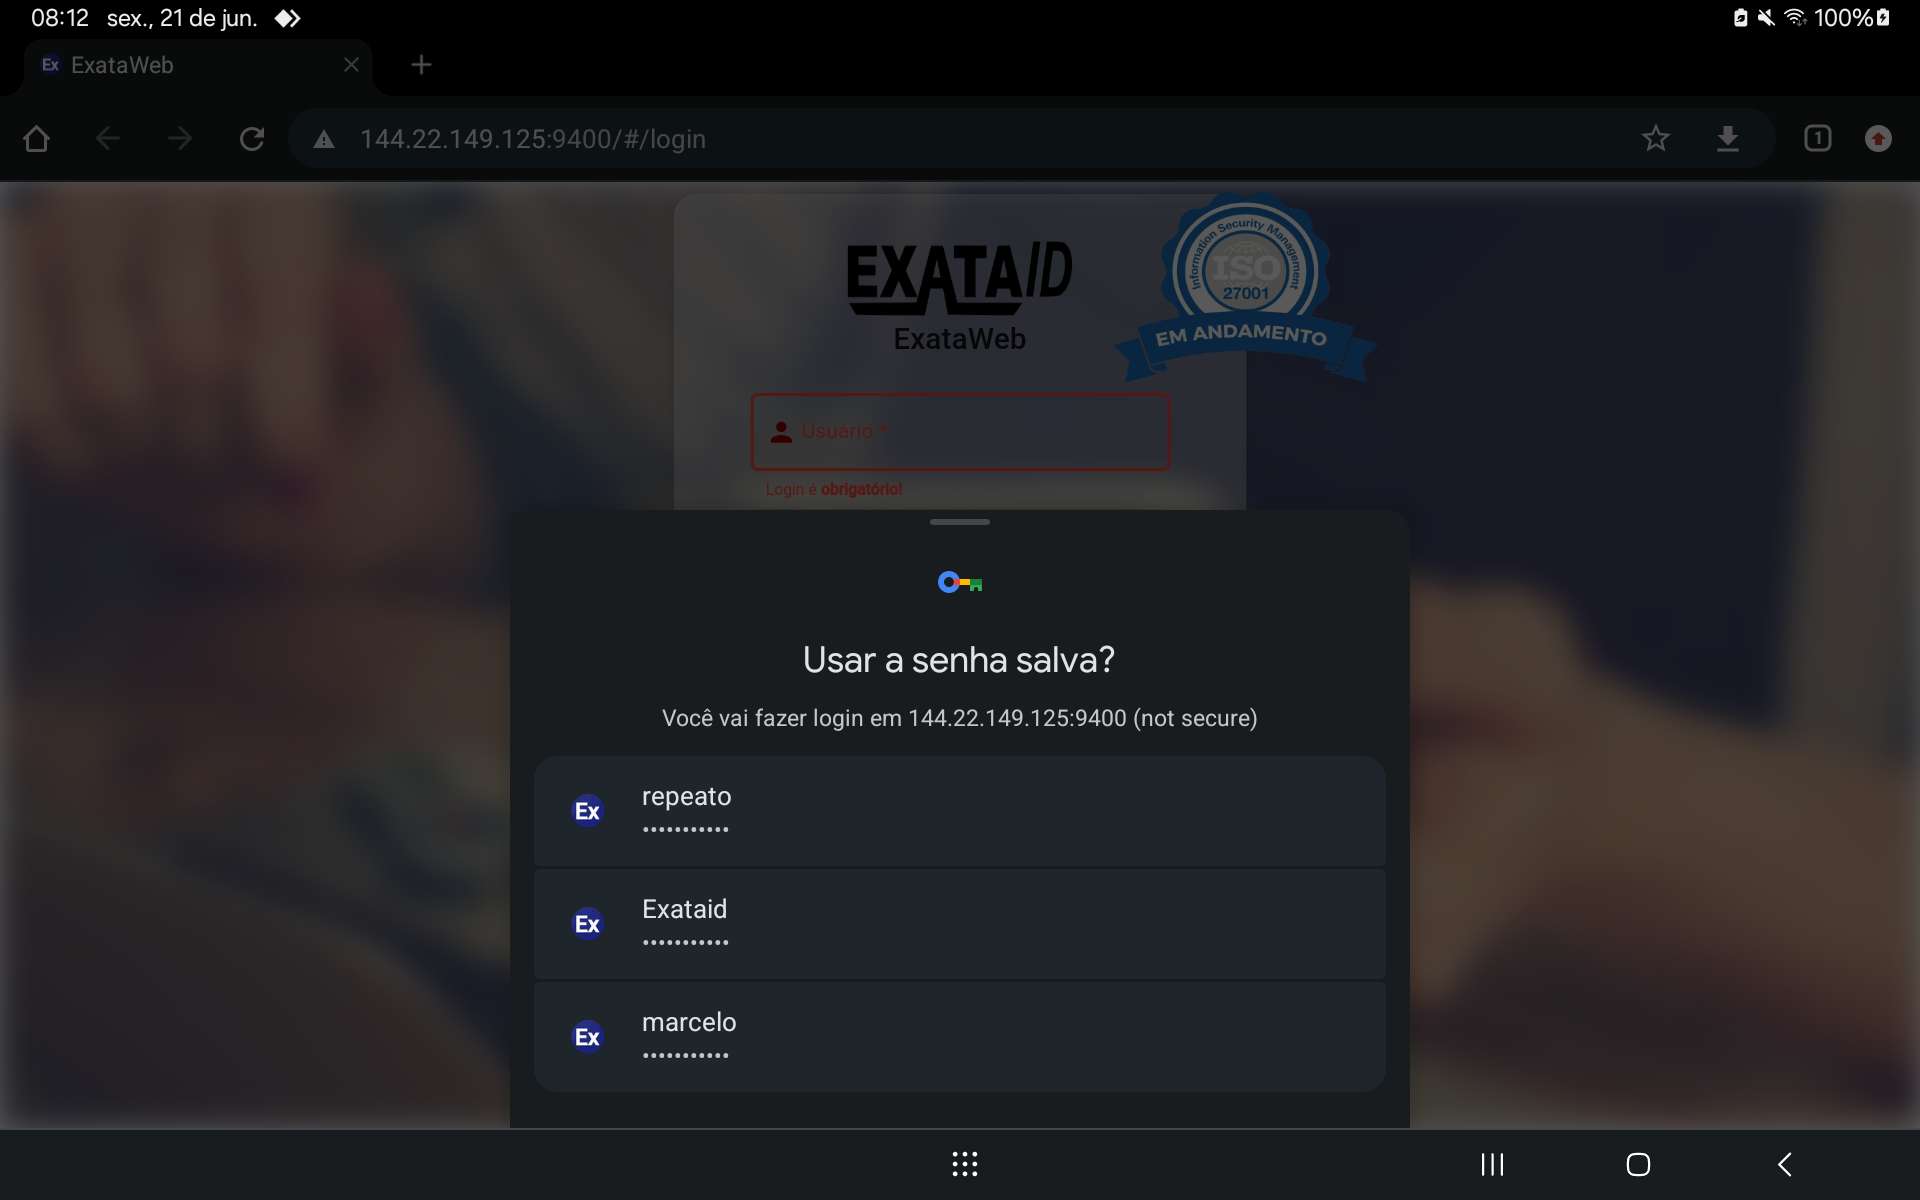 08:12 sex., 21 de jun. 100%
Ex ExataWeb
144.22.149.125:9400/#/login 1
Information Security Management
ISO
27001
EM ANDAMENTO
EXATAID
ExataWeb
Usuário *
Login é obrigatório!
Usar a senha salva?
Você vai fazer login em 144.22.149.125:9400 (not secure)
Ex repeato
•••••••••••
Ex Exataid
•••••••••••
Ex marcelo
•••••••••••